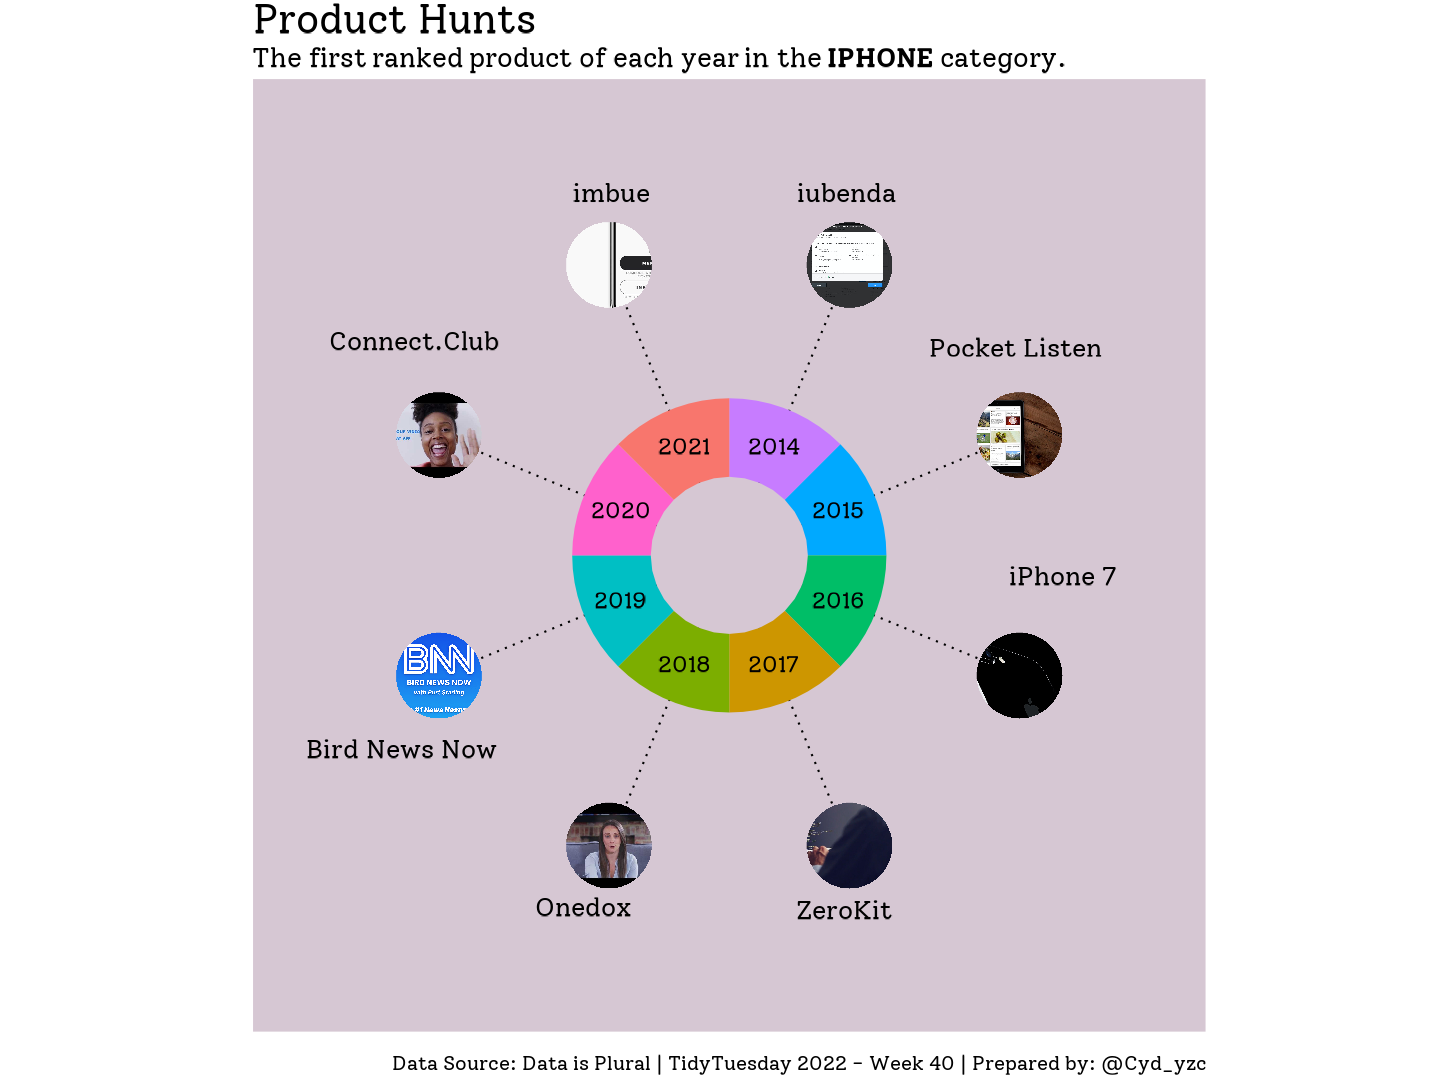 Product Hunts
The first ranked product of each year in the IPHONE category.
imbue
iubenda
Connect.Club
Pocket Listen
2021
2014
2020
2015
iPhone 7
2019
2016
2018
2017
BNN
BIRD NEWS NOW
Bird News Now
Onedox
ZeroKit
Data Source: Data is Plural | TidyTuesday 2022 - Week 40 | Prepared by: @Cyd_yzc